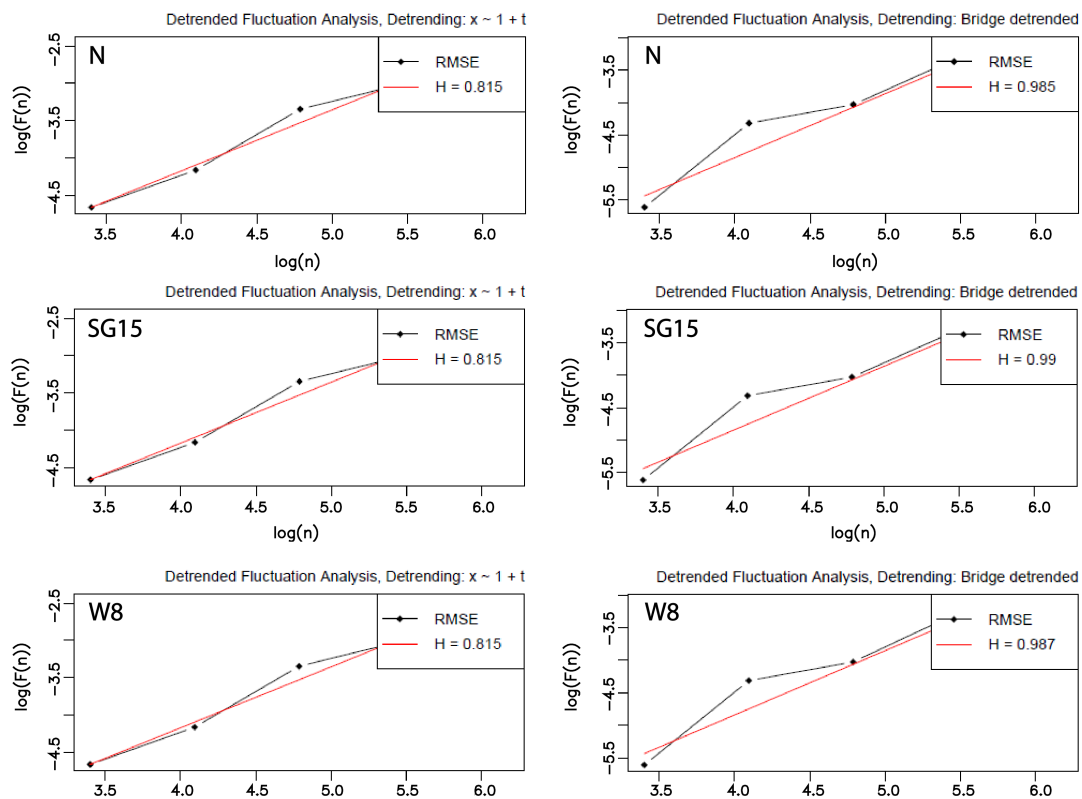 Detrended Fluctuation Analysis, Detrending: x ~ 1 + t
N
RMSE
H = 0.815
log(F(n))
-2.5
-3.5
-4.5
3.5 4.0 4.5 5.0 5.5 6.0
log(n)
Detrended Fluctuation Analysis, Detrending: Bridge detrended
N
RMSE
H = 0.985
log(F(n))
-3.5
-4.5
-5.5
3.5 4.0 4.5 5.0 5.5 6.0
log(n)
Detrended Fluctuation Analysis, Detrending: x ~ 1 + t
SG15
RMSE
H = 0.815
log(F(n))
-2.5
-3.5
-4.5
3.5 4.0 4.5 5.0 5.5 6.0
log(n)
Detrended Fluctuation Analysis, Detrending: Bridge detrended
SG15
RMSE
H = 0.99
log(F(n))
-3.5
-4.5
-5.5
3.5 4.0 4.5 5.0 5.5 6.0
log(n)
Detrended Fluctuation Analysis, Detrending: x ~ 1 + t
W8
RMSE
H = 0.815
log(F(n))
-2.5
-3.5
-4.5
3.5 4.0 4.5 5.0 5.5 6.0
Detrended Fluctuation Analysis, Detrending: Bridge detrended
W8
RMSE
H = 0.987
log(F(n))
-3.5
-4.5
-5.5
3.5 4.0 4.5 5.0 5.5 6.0